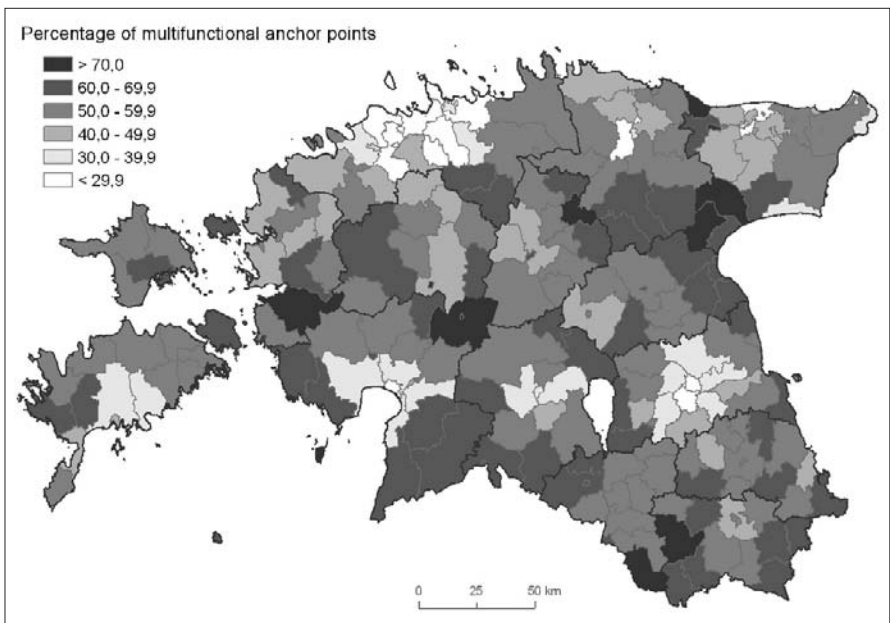 Percentage of multifunctional anchor points
> 70,0
60,0 - 69,9
50,0 - 59,9
40,0 - 49,9
30,0 - 39,9
< 29,9
0 25 50 km